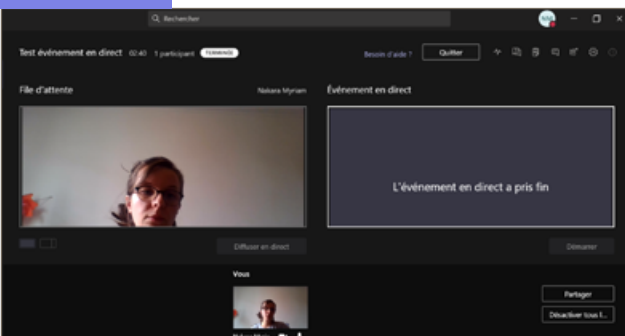 Rechercher
NM
Test événement en direct 02:40 1 participant TERMINÉ
Besoin d'aide ? Quitter
File d'attente Nakara Myriam
Événement en direct
L'événement en direct a pris fin
Diffuser en direct
Démarrer
Vous
Partager
Désactiver tous l...